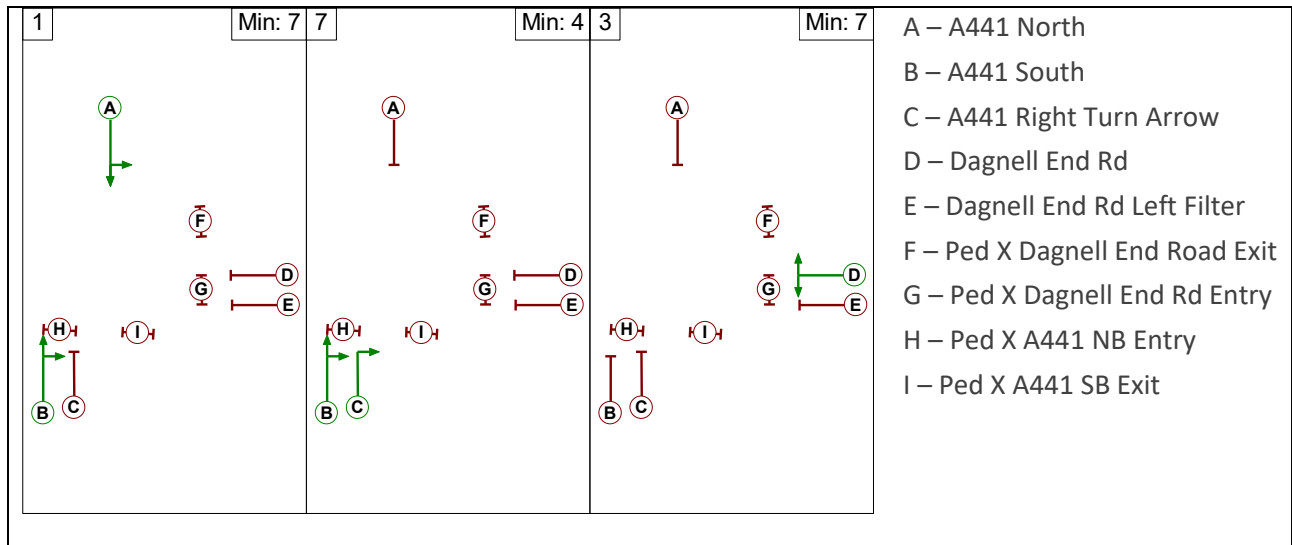 1 Min: 7 7 Min: 4 3 Min: 7
A A A
F F F
D D D
G G G
E E E
H I H I H I
B C B C B C
A – A441 North
B – A441 South
C – A441 Right Turn Arrow
D – Dagnell End Rd
E – Dagnell End Rd Left Filter
F – Ped X Dagnell End Road Exit
G – Ped X Dagnell End Rd Entry
H – Ped X A441 NB Entry
I – Ped X A441 SB Exit